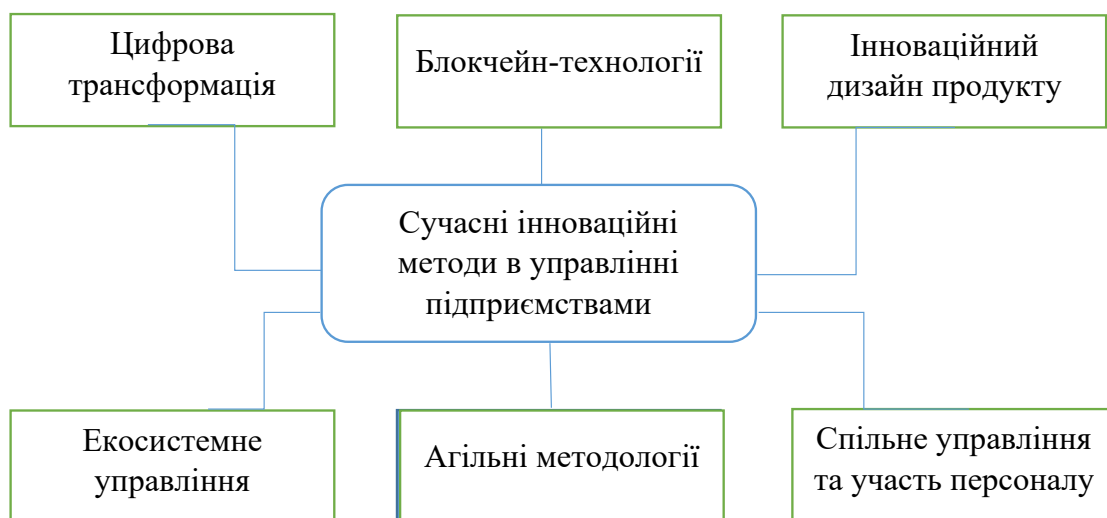 Цифрова
трансформація
Блокчейн-технології
Інноваційний
дизайн продукту
Сучасні інноваційні
методи в управлінні
підприємствами
Екосистемне
управління
Агільні методології
Спільне управління
та участь персоналу